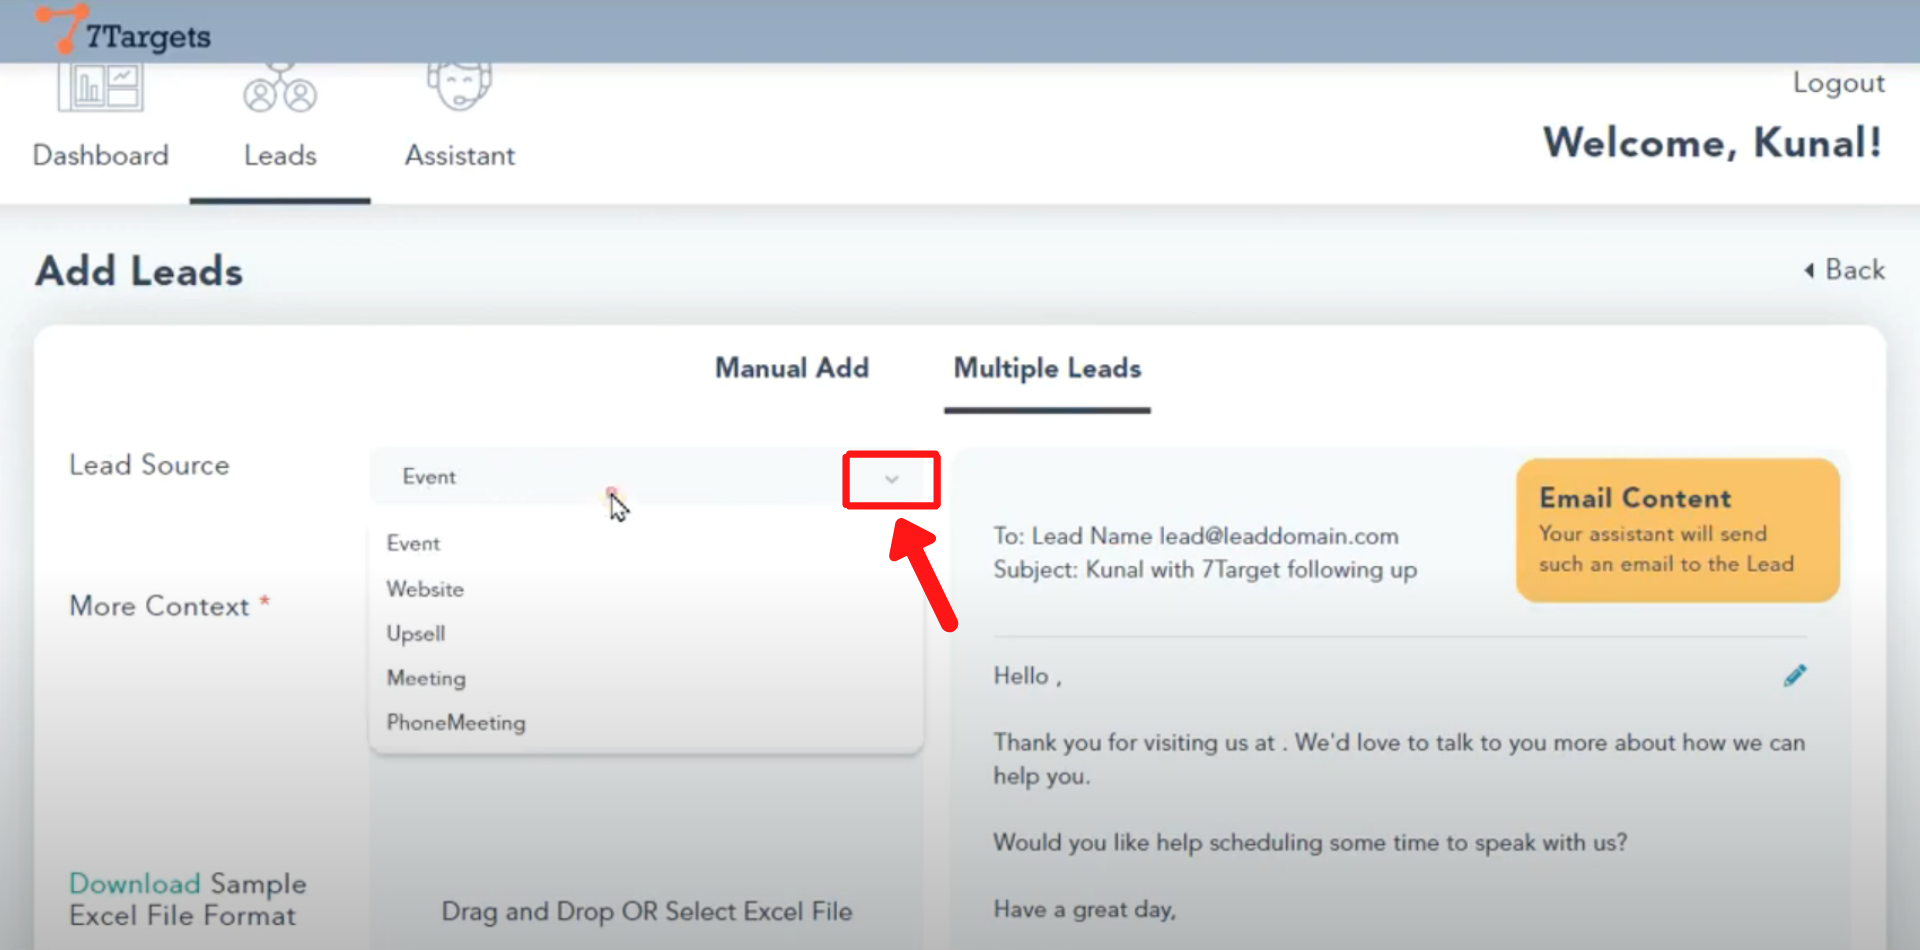 7Targets
Logout
Welcome, Kunal!
Dashboard
Leads
Assistant
Add Leads
Back
Manual Add
Multiple Leads
Lead Source
Event
Event
Website
Upsell
Meeting
PhoneMeeting
More Context *
Download Sample
Excel File Format
Drag and Drop OR Select Excel File
Email Content
Your assistant will send
such an email to the Lead
To: Lead Name lead@leaddomain.com
Subject: Kunal with 7Target following up
Hello ,
Thank you for visiting us at . We'd love to talk to you more about how we can
help you.
Would you like help scheduling some time to speak with us?
Have a great day,